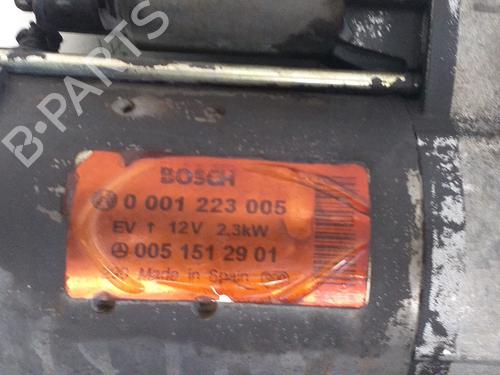 B-PARTS
BOSCH
0 001 223 005
EV ↑ 12V 2,3kW
005 151 29 01
Made in Spain